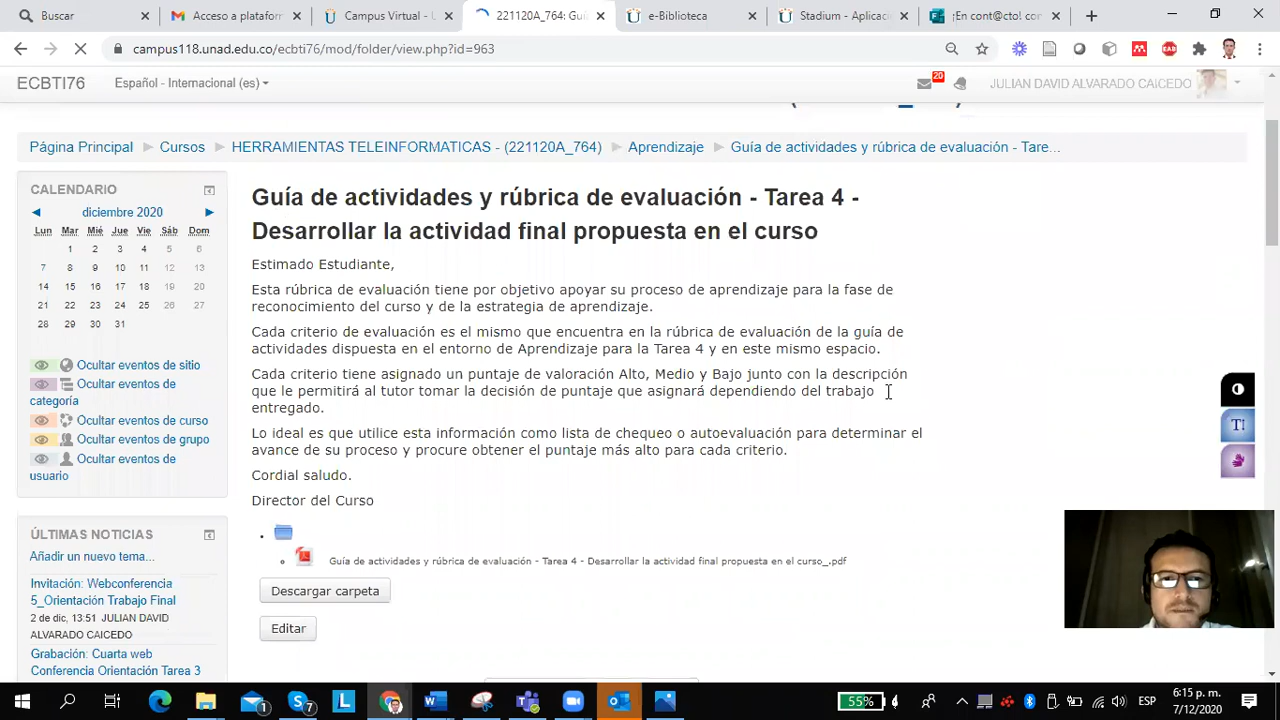 Buscar
Acceso a plataform
Campus Virtual - U
221120A_764: Guía
e-Biblioteca
Stadium - Aplicac
¡En cont@cto! con
campus118.unad.edu.co/ecbti76/mod/folder/view.php?id=963
ECBTI76
Español - Internacional (es)
20
JULIAN DAVID ALVARADO CAICEDO
Página Principal
Cursos
HERRAMIENTAS TELEINFORMATICAS - (221120A_764)
Aprendizaje
Guía de actividades y rúbrica de evaluación - Tare...
CALENDARIO
diciembre 2020
Lun Mar Mié Jue Vie Sáb Dom
1 2 3 4 5 6
7 8 9 10 11 12 13
14 15 16 17 18 19 20
21 22 23 24 25 26 27
28 29 30 31
Ocultar eventos de sitio
Ocultar eventos de
categoría
Ocultar eventos de curso
Ocultar eventos de grupo
Ocultar eventos de
usuario
ÚLTIMAS NOTICIAS
Añadir un nuevo tema...
Invitación: Webconferencia
5_Orientación Trabajo Final
2 de dic, 13:51 JULIAN DAVID
ALVARADO CAICEDO
Grabación: Cuarta web
Conferencia Orientación Tarea 3
Guía de actividades y rúbrica de evaluación - Tarea 4 -
Desarrollar la actividad final propuesta en el curso
Estimado Estudiante,
Esta rúbrica de evaluación tiene por objetivo apoyar su proceso de aprendizaje para la fase de
reconocimiento del curso y de la estrategia de aprendizaje.
Cada criterio de evaluación es el mismo que encuentra en la rúbrica de evaluación de la guía de
actividades dispuesta en el entorno de Aprendizaje para la Tarea 4 y en este mismo espacio.
Cada criterio tiene asignado un puntaje de valoración Alto, Medio y Bajo junto con la descripción
que le permitirá al tutor tomar la decisión de puntaje que asignará dependiendo del trabajo
entregado.
Lo ideal es que utilice esta información como lista de chequeo o autoevaluación para determinar el
avance de su proceso y procure obtener el puntaje más alto para cada criterio.
Cordial saludo.
Director del Curso
Guía de actividades y rúbrica de evaluación - Tarea 4 - Desarrollar la actividad final propuesta en el curso_.pdf
Descargar carpeta
Editar
55%
ESP
6:15 p. m.
7/12/2020